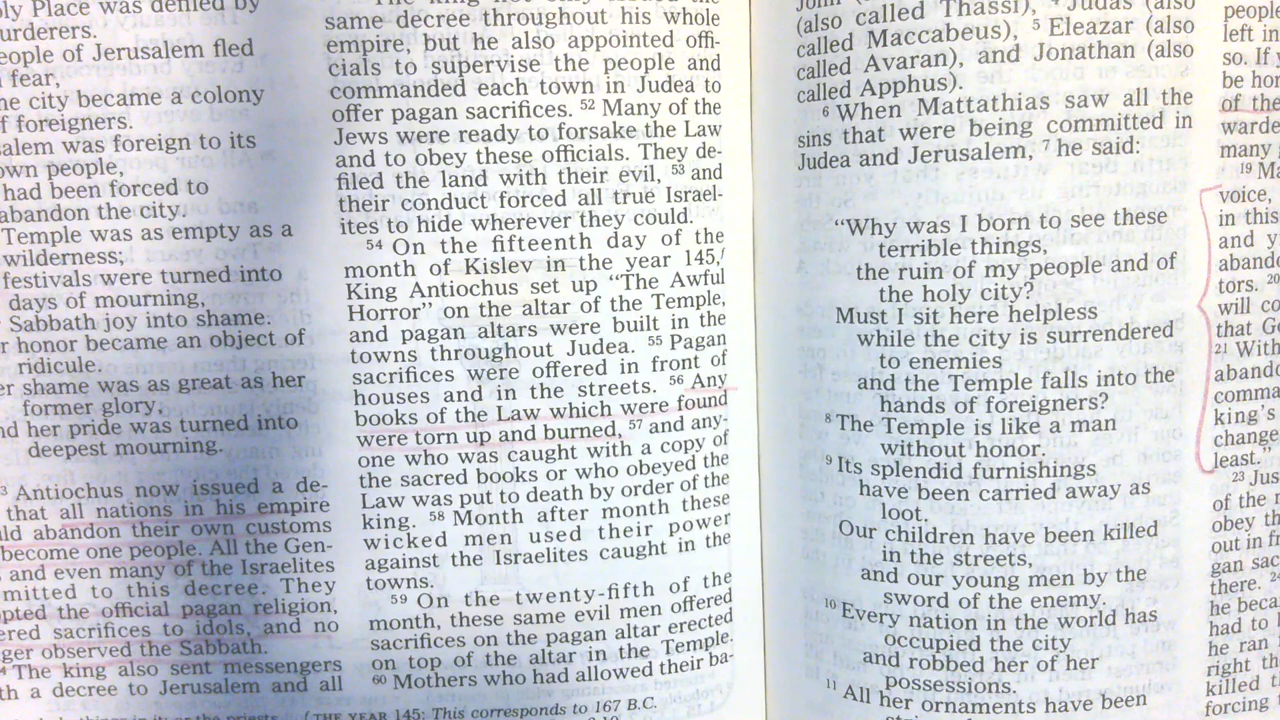 ly Place was denied by
urderers.
eople of Jerusalem fled
fear,
he city became a colony
f foreigners.
salem was foreign to its
own people,
had been forced to
abandon the city.
Temple was as empty as a
wilderness;
festivals were turned into
days of mourning,
Sabbath joy into shame.
r honor became an object of
ridicule.
er shame was as great as her
former glory,
nd her pride was turned into
deepest mourning.
3 Antiochus now issued a de-
that all nations in his empire
ld abandon their own customs
become one people. All the Gen-
and even many of the Israelites
mitted to this decree. They
pted the official pagan religion,
ered sacrifices to idols, and no
ger observed the Sabbath.
4 The king also sent messengers
th a decree to Jerusalem and all
same decree throughout his whole
empire, but he also appointed offi-
cials to supervise the people and
commanded each town in Judea to
offer pagan sacrifices. 52 Many of the
Jews were ready to forsake the Law
and to obey these officials. They de-
filed the land with their evil, 53 and
their conduct forced all true Israel-
ites to hide wherever they could.
54 On the fifteenth day of the
month of Kislev in the year 145,f
King Antiochus set up "The Awful
Horror" on the altar of the Temple,
and pagan altars were built in the
towns throughout Judea. 55 Pagan
sacrifices were offered in front of
houses and in the streets. 56 Any
books of the Law which were found
were torn up and burned, 57 and any-
one who was caught with a copy of
the sacred books or who obeyed the
Law was put to death by order of the
king. 58 Month after month these
wicked men used their power
against the Israelites caught in the
towns.
59 On the twenty-fifth of the
month, these same evil men offered
sacrifices on the pagan altar erected
on top of the altar in the Temple.
60 Mothers who had allowed their ba-
f THE YEAR 145: This corresponds to 167 B.C.
(also called Thassi), 4 Judas (also
called Maccabeus), 5 Eleazar (also
called Avaran), and Jonathan (also
called Apphus).
6 When Mattathias saw all the
sins that were being committed in
Judea and Jerusalem, 7 he said:
"Why was I born to see these
terrible things,
the ruin of my people and of
the holy city?
Must I sit here helpless
while the city is surrendered
to enemies
and the Temple falls into the
hands of foreigners?
8 The Temple is like a man
without honor.
9 Its splendid furnishings
have been carried away as
loot.
Our children have been killed
in the streets,
and our young men by the
sword of the enemy.
10 Every nation in the world has
occupied the city
and robbed her of her
possessions.
11 All her ornaments have been
people
left in
so. If y
be hon
of the
warde
many
19 Ma
voice,
in this
and y
abando
tors. 20
will co
that G
21 With
abando
comma
king's
change
least."
23 Jus
of the
obey th
out in fr
gan sac
there. 2
he beca
had to
he ran
right th
killed t
forcing